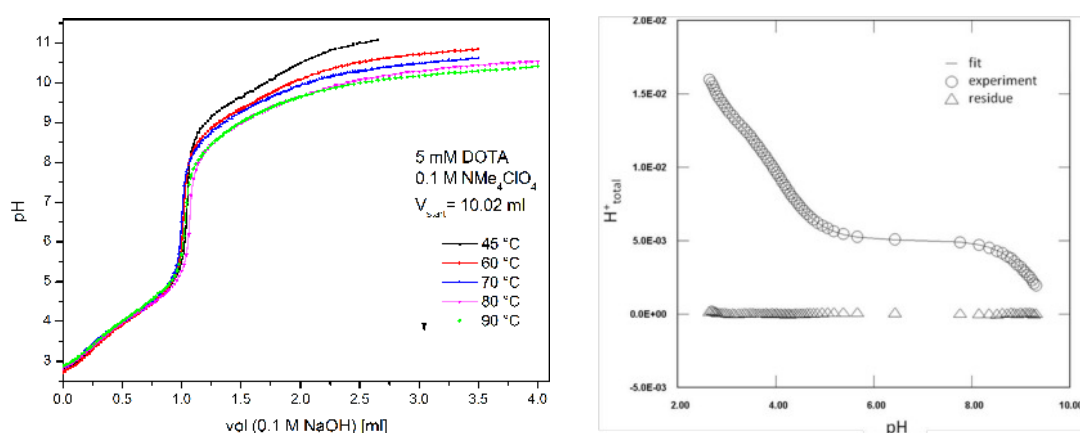 11
10
9
8
7
6
5
4
3
pH
5 mM DOTA
0.1 M NMe₄ClO₄
Vstart= 10.02 ml
45 °C
60 °C
70 °C
80 °C
90 °C
0.0 0.5 1.0 1.5 2.0 2.5 3.0 3.5 4.0
vol (0.1 M NaOH) [ml]
2.0E-02
1.5E-02
1.0E-02
5.0E-03
0.0E+00
-5.0E-03
H⁺total
fit
experiment
residue
2.00 4.00 6.00 8.00 10.00
pH